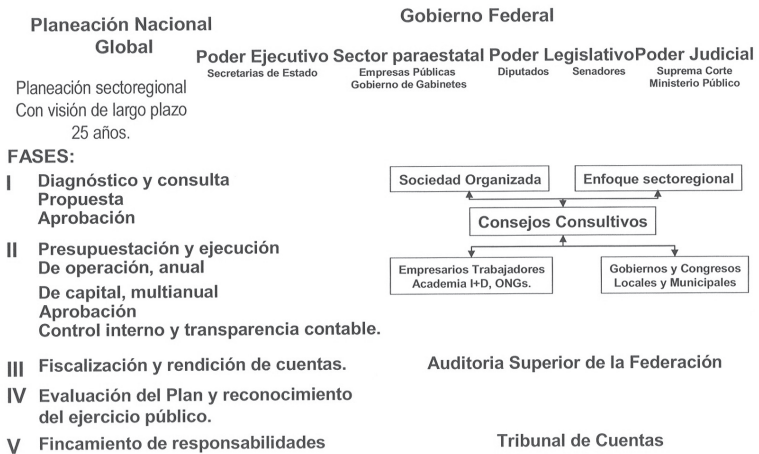 Planeación Nacional
Global
Gobierno Federal
Poder Ejecutivo Sector paraestatal Poder Legislativo Poder Judicial
Secretarias de Estado Empresas Públicas Diputados Senadores Suprema Corte
Gobierno de Gabinetes Ministerio Público
Planeación sectoregional
Con visión de largo plazo
25 años.
FASES:
I Diagnóstico y consulta
Propuesta
Aprobación
Sociedad Organizada Enfoque sectoregional
Consejos Consultivos
II Presupuestación y ejecución
De operación, anual
De capital, multianual
Aprobación
Control interno y transparencia contable.
Empresarios Trabajadores
Academia I+D, ONGs.
Gobiernos y Congresos
Locales y Municipales
III Fiscalización y rendición de cuentas. Auditoria Superior de la Federación
IV Evaluación del Plan y reconocimiento
del ejercicio público.
V Fincamiento de responsabilidades Tribunal de Cuentas